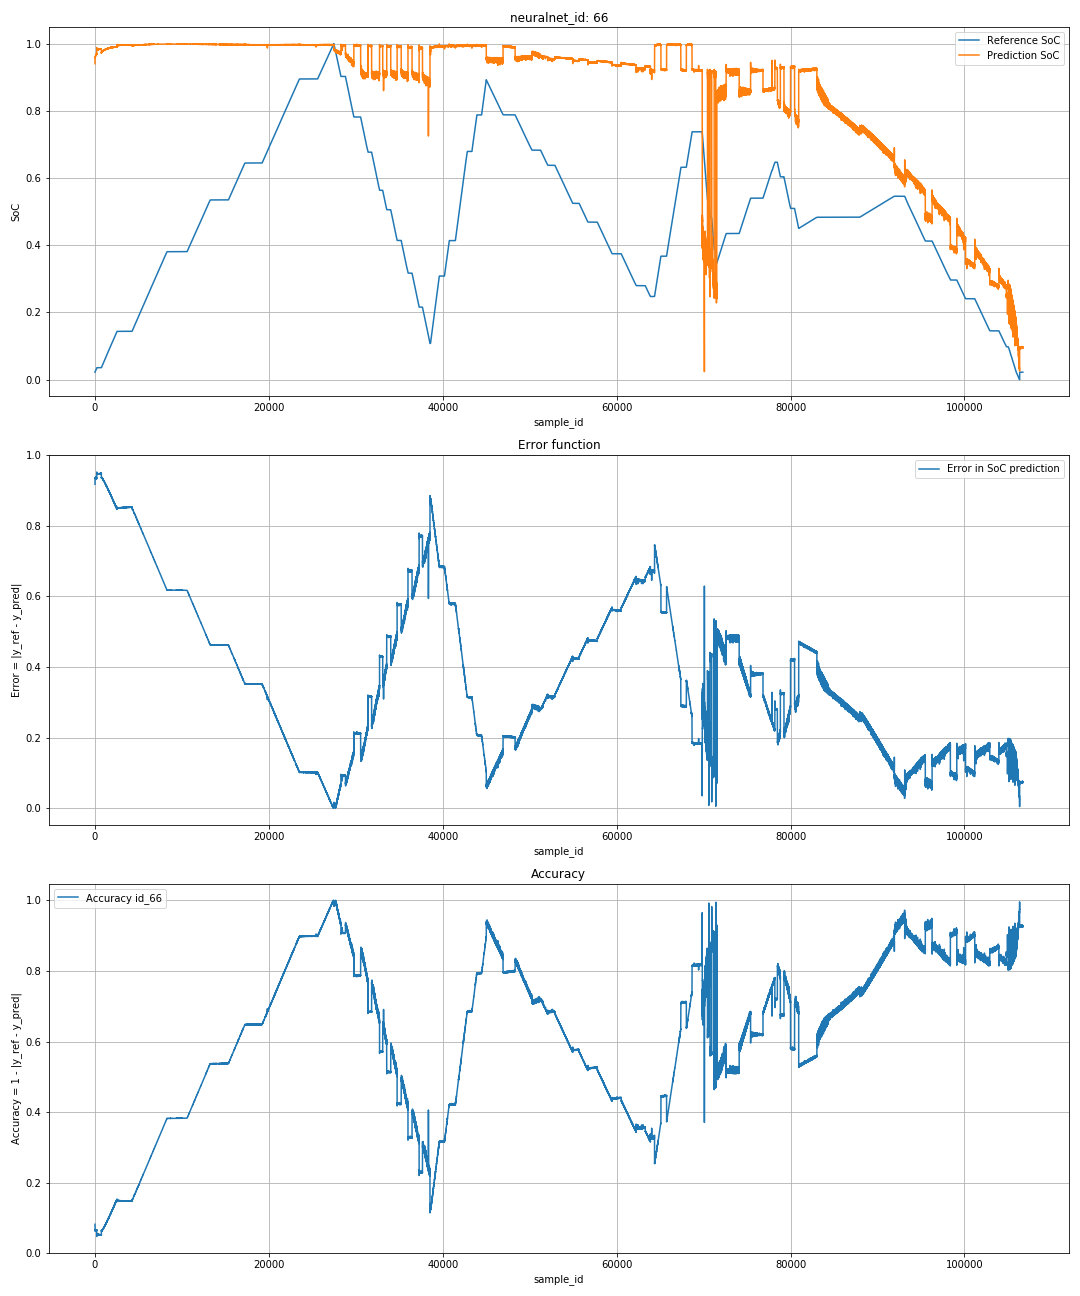 neuralnet_id: 66
SoC
1.0
0.8
0.6
0.4
0.2
0.0
Reference SoC
Prediction SoC
0 20000 40000 60000 80000 100000
sample_id
Error function
Error = |y_ref - y_pred|
1.0
0.8
0.6
0.4
0.2
0.0
Error in SoC prediction
0 20000 40000 60000 80000 100000
sample_id
Accuracy
Accuracy = 1 - |y_ref - y_pred|
1.0
0.8
0.6
0.4
0.2
0.0
Accuracy id_66
0 20000 40000 60000 80000 100000
sample_id